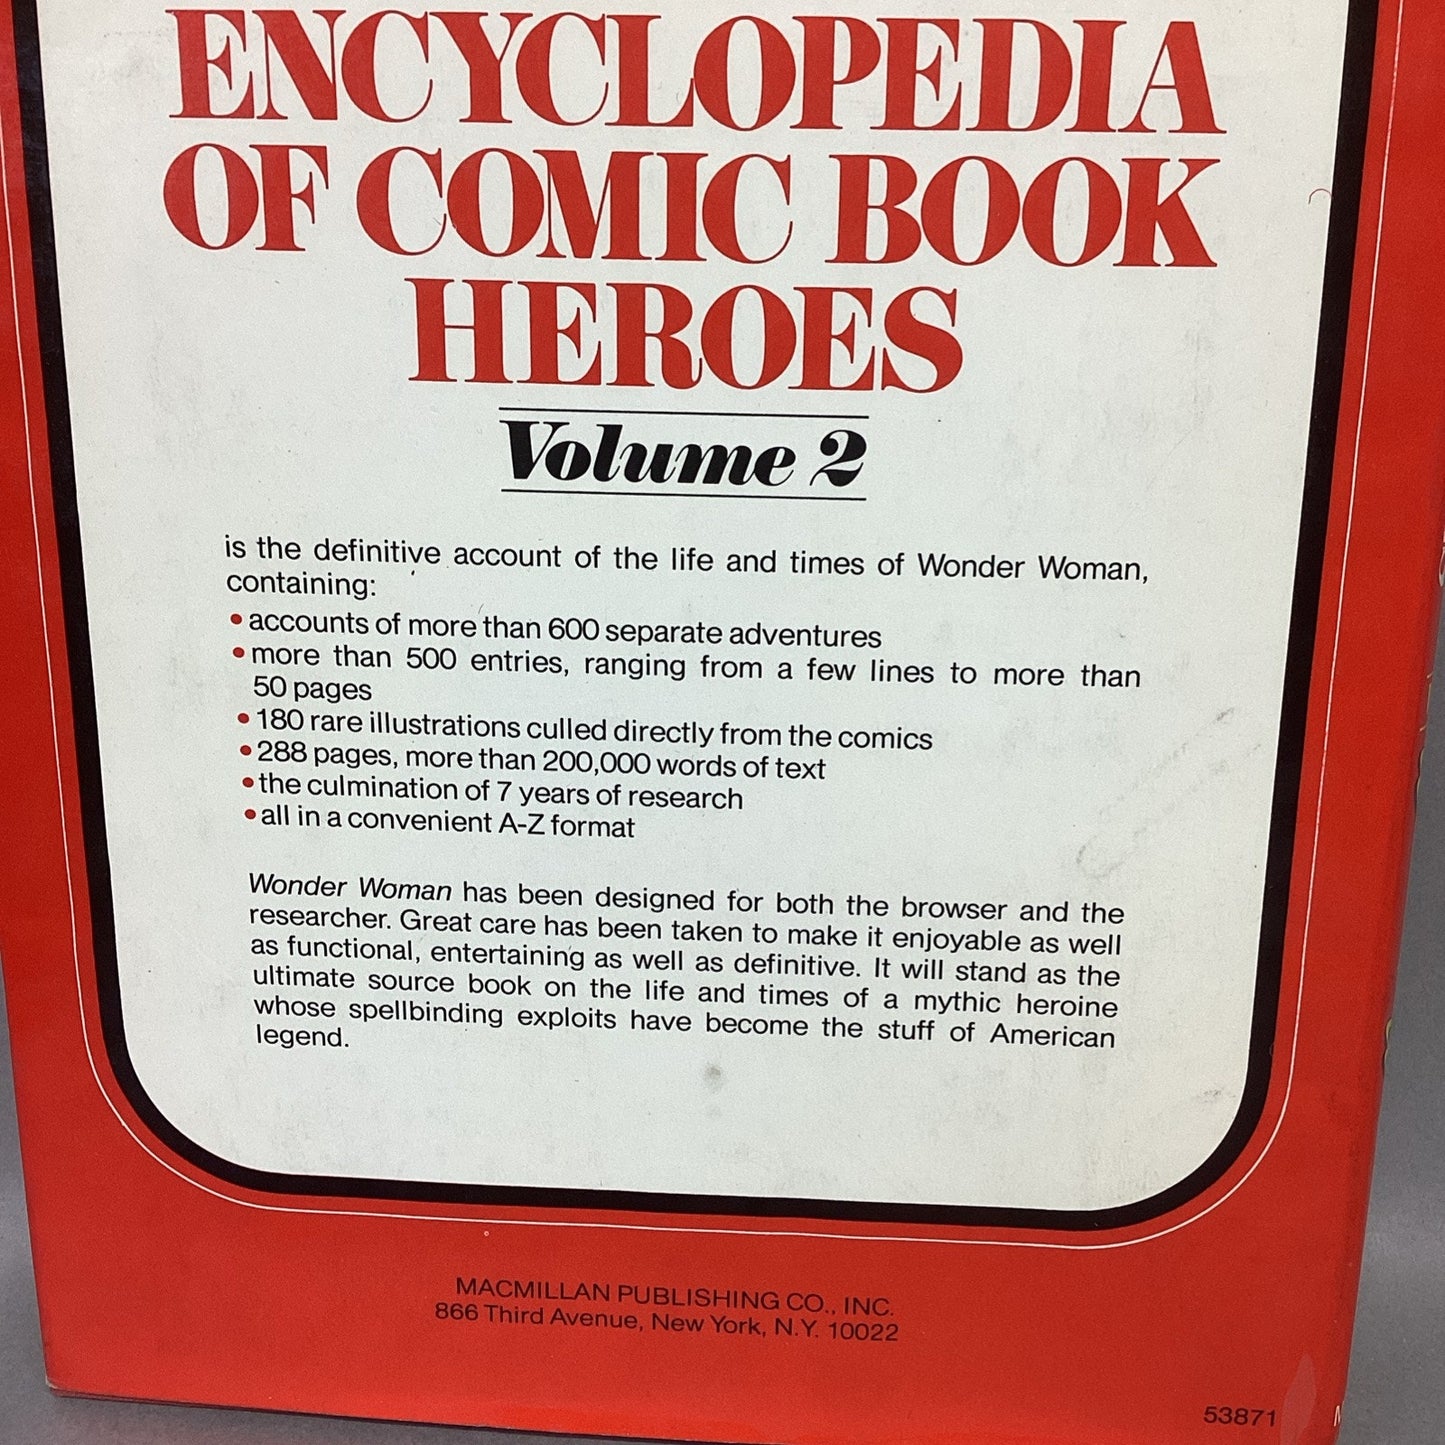 ENCYCLOPEDIA
OF COMIC BOOK
HEROES
Volume 2
is the definitive account of the life and times of Wonder Woman,
containing:
• accounts of more than 600 separate adventures
• more than 500 entries, ranging from a few lines to more than
50 pages
• 180 rare illustrations culled directly from the comics
• 288 pages, more than 200,000 words of text
• the culmination of 7 years of research
• all in a convenient A-Z format
Wonder Woman has been designed for both the browser and the
researcher. Great care has been taken to make it enjoyable as well
as functional, entertaining as well as definitive. It will stand as the
ultimate source book on the life and times of a mythic heroine
whose spellbinding exploits have become the stuff of American
legend.
MACMILLAN PUBLISHING CO., INC.
866 Third Avenue, New York, N.Y. 10022
53871